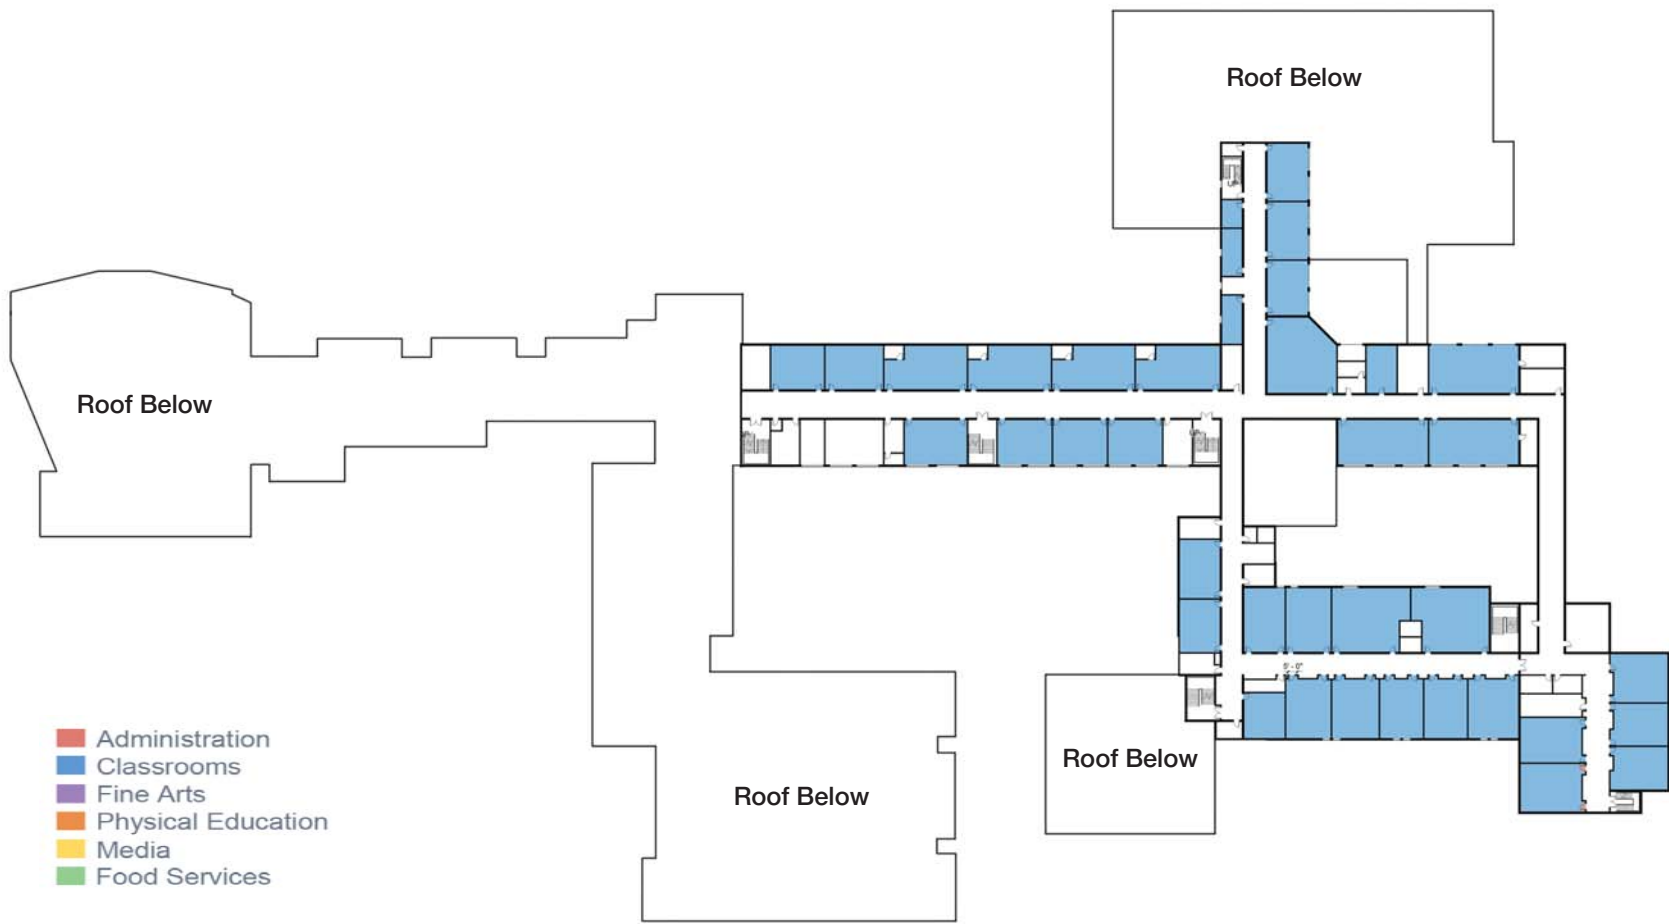 Roof Below
Roof Below
Roof Below
Roof Below
Administration
Classrooms
Fine Arts
Physical Education
Media
Food Services